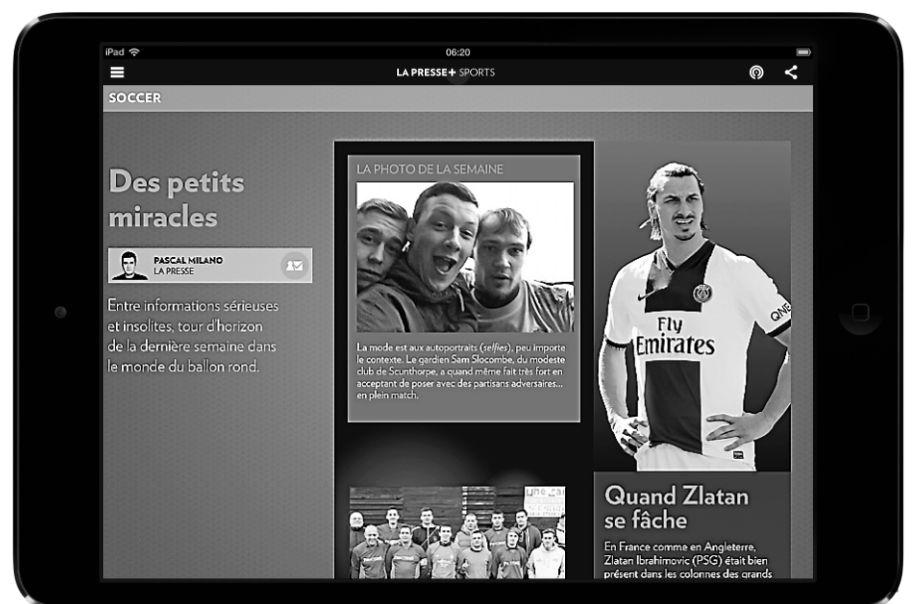 iPad
06:20
LA PRESSE+ SPORTS
SOCCER
Des petits
miracles
PASCAL MILANO
LA PRESSE
Entre informations sérieuses
et insolites, tour d'horizon
de la dernière semaine dans
le monde du ballon rond.
LA PHOTO DE LA SEMAINE
La mode est aux autoportraits (selfies), peu importe
le contexte. Le gardien Sam Slocombe, du modeste
club de Scunthorpe, a quand même fait très fort en
acceptant de poser avec des partisans adversaires...
en plein match.
Fly
Emirates
QNB
Quand Zlatan
se fâche
En France comme en Angleterre,
Zlatan Ibrahimovic (PSG) était bien
présent dans les colonnes des grands